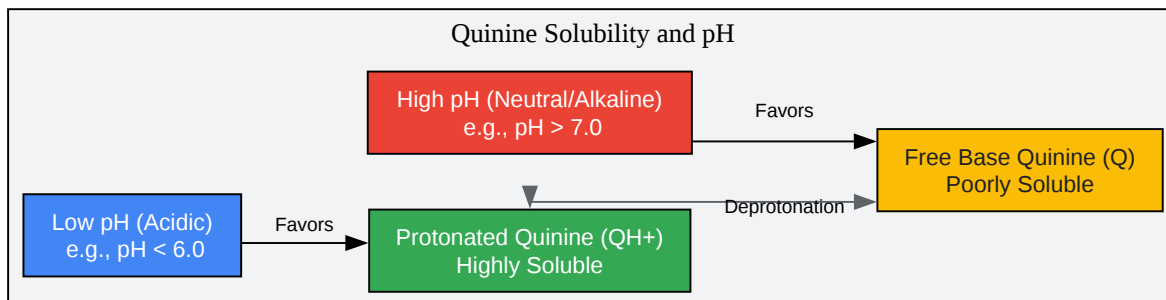 Quinine Solubility and pH
High pH (Neutral/Alkaline)
e.g., pH > 7.0
Favors
Free Base Quinine (Q)
Poorly Soluble
Deprotonation
Low pH (Acidic)
e.g., pH < 6.0
Favors
Protonated Quinine (QH+)
Highly Soluble